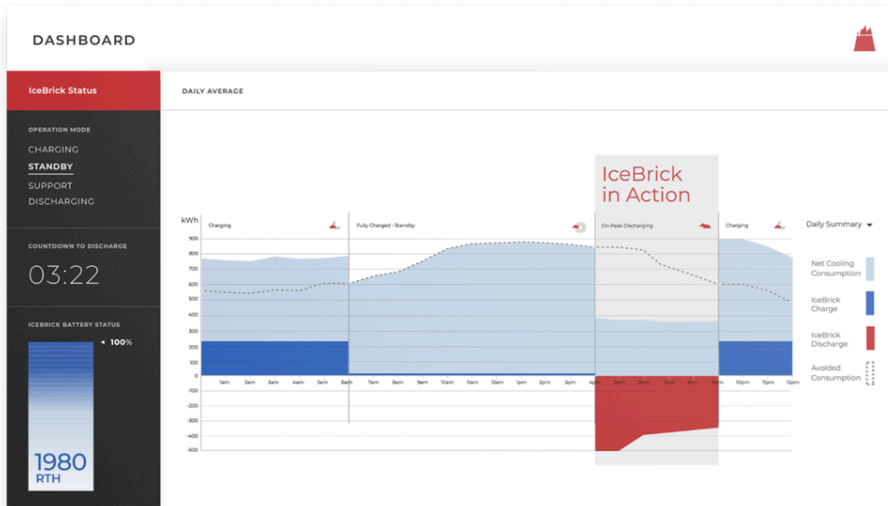 DASHBOARD
IceBrick Status
OPERATION MODE
CHARGING
STANDBY
SUPPORT
DISCHARGING
COUNTDOWN TO DISCHARGE
03:22
ICEBRICK BATTERY STATUS
100%
1980
RTH
DAILY AVERAGE
IceBrick
in Action
kWh
Charging
Fully Charged - Standby
On-Peak Discharging
Charging
900
800
700
600
500
400
300
200
100
0
-100
-200
-300
-400
-500
1am 2am 3am 4am 5am 6am 7am 8am 9am 10am 11am 12am 1pm 2pm 3pm 4pm 5pm 6pm 7pm 8pm 9pm 10pm 11pm 12pm
Daily Summary
Net Cooling
Consumption
IceBrick
Charge
IceBrick
Discharge
Avoided
Consumption